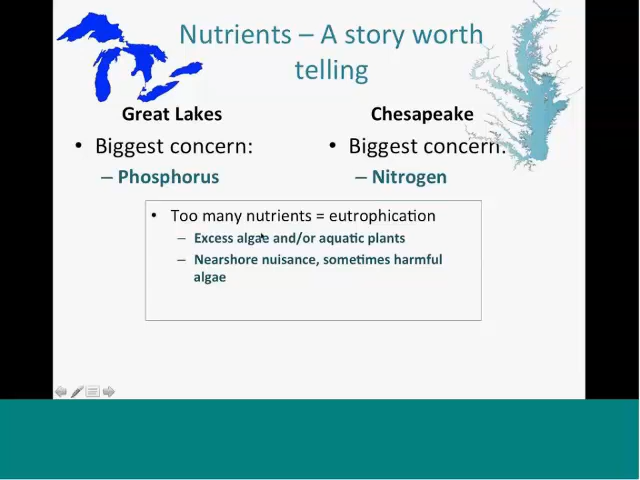 Nutrients – A story worth
telling
Great Lakes
• Biggest concern:
– Phosphorus
Chesapeake
• Biggest concern:
– Nitrogen
• Too many nutrients = eutrophication
– Excess algae and/or aquatic plants
– Nearshore nuisance, sometimes harmful
algae